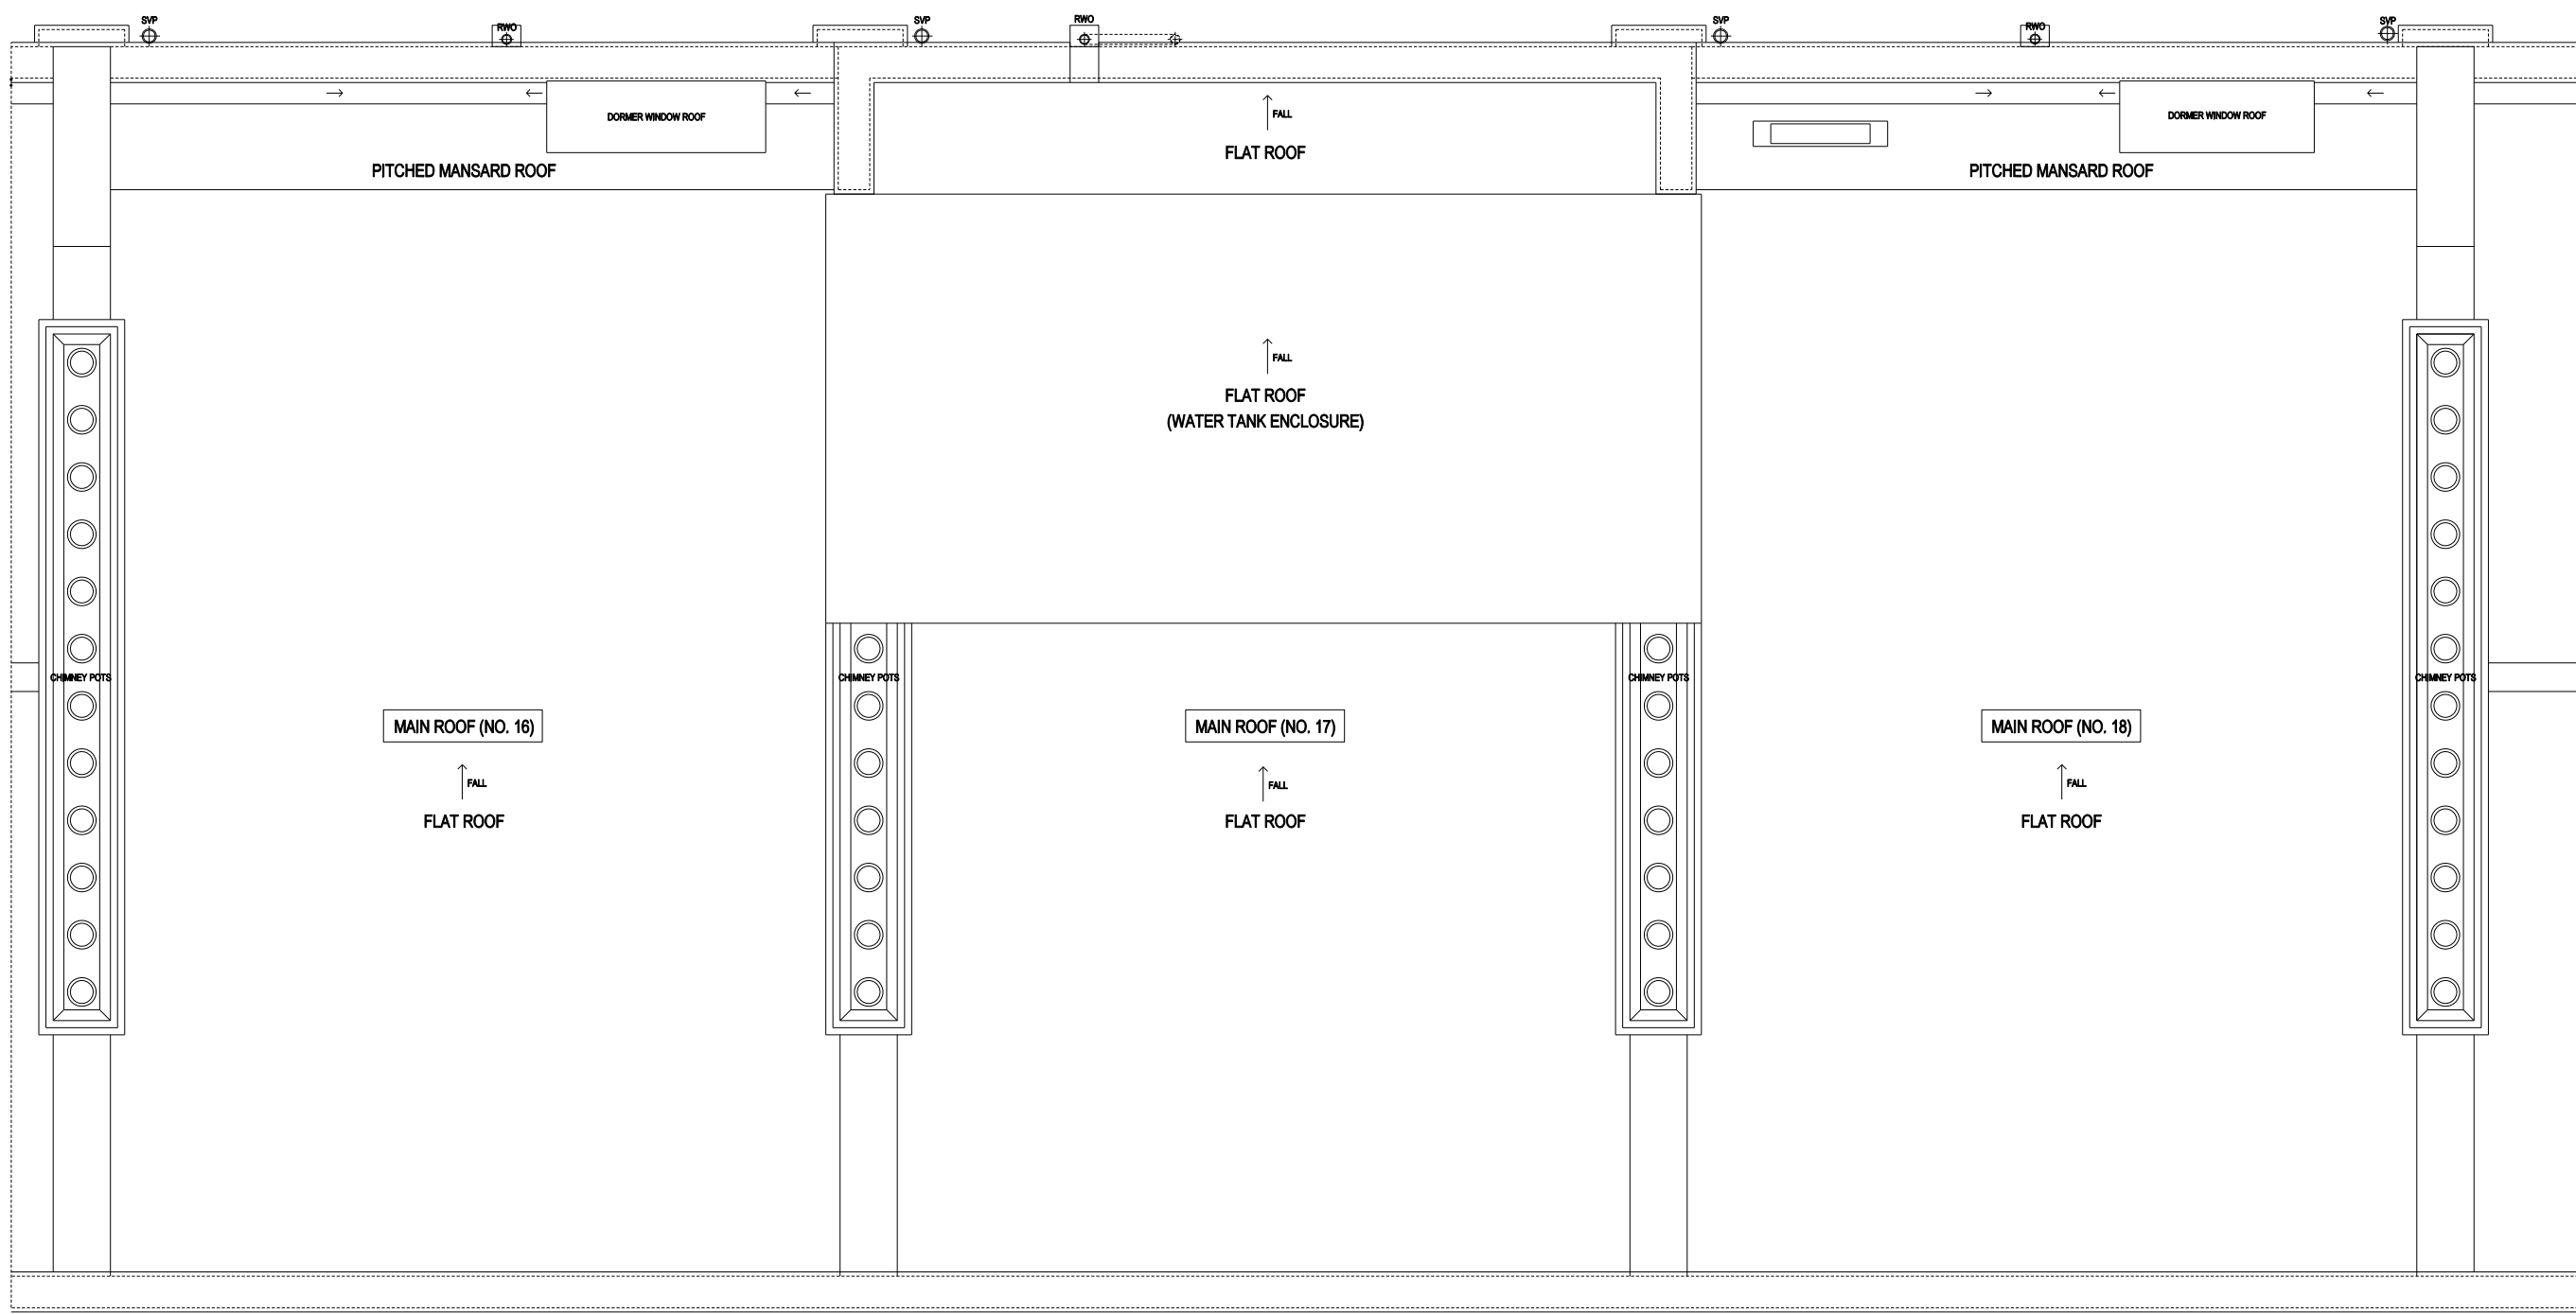 SVP
RWO
SVP
RWO
SVP
RWO
SVP
DORMER WINDOW ROOF
FALL
DORMER WINDOW ROOF
PITCHED MANSARD ROOF
FLAT ROOF
PITCHED MANSARD ROOF
FALL
FLAT ROOF
(WATER TANK ENCLOSURE)
CHIMNEY POTS
CHIMNEY POTS
CHIMNEY POTS
CHIMNEY POTS
MAIN ROOF (NO. 16)
MAIN ROOF (NO. 17)
MAIN ROOF (NO. 18)
FALL
FALL
FALL
FLAT ROOF
FLAT ROOF
FLAT ROOF